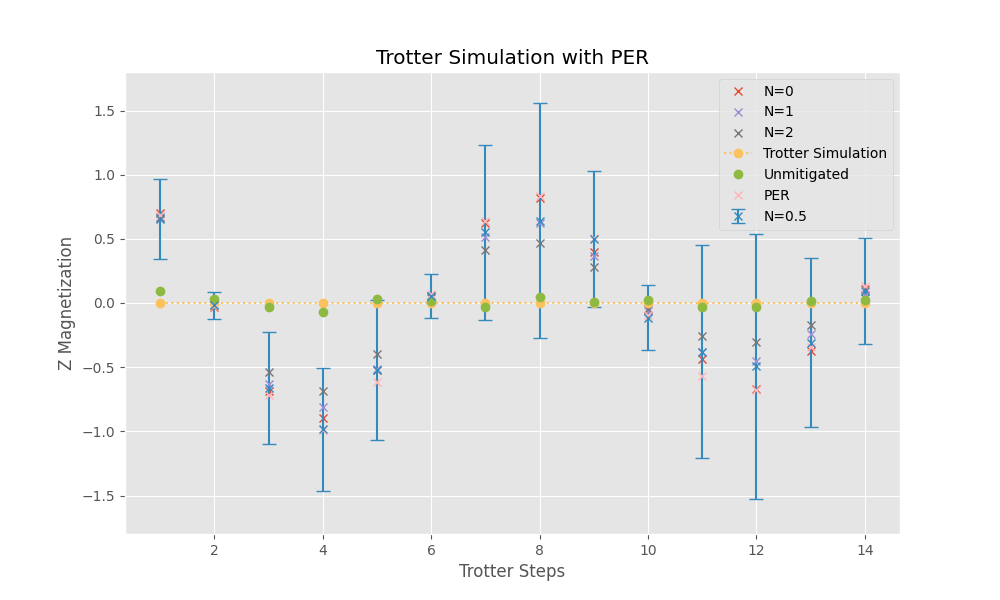 Trotter Simulation with PER
N=0
N=1
N=2
Trotter Simulation
Unmitigated
PER
N=0.5
Z Magnetization
1.5
1.0
0.5
0.0
−0.5
−1.0
−1.5
2 4 6 8 10 12 14
Trotter Steps